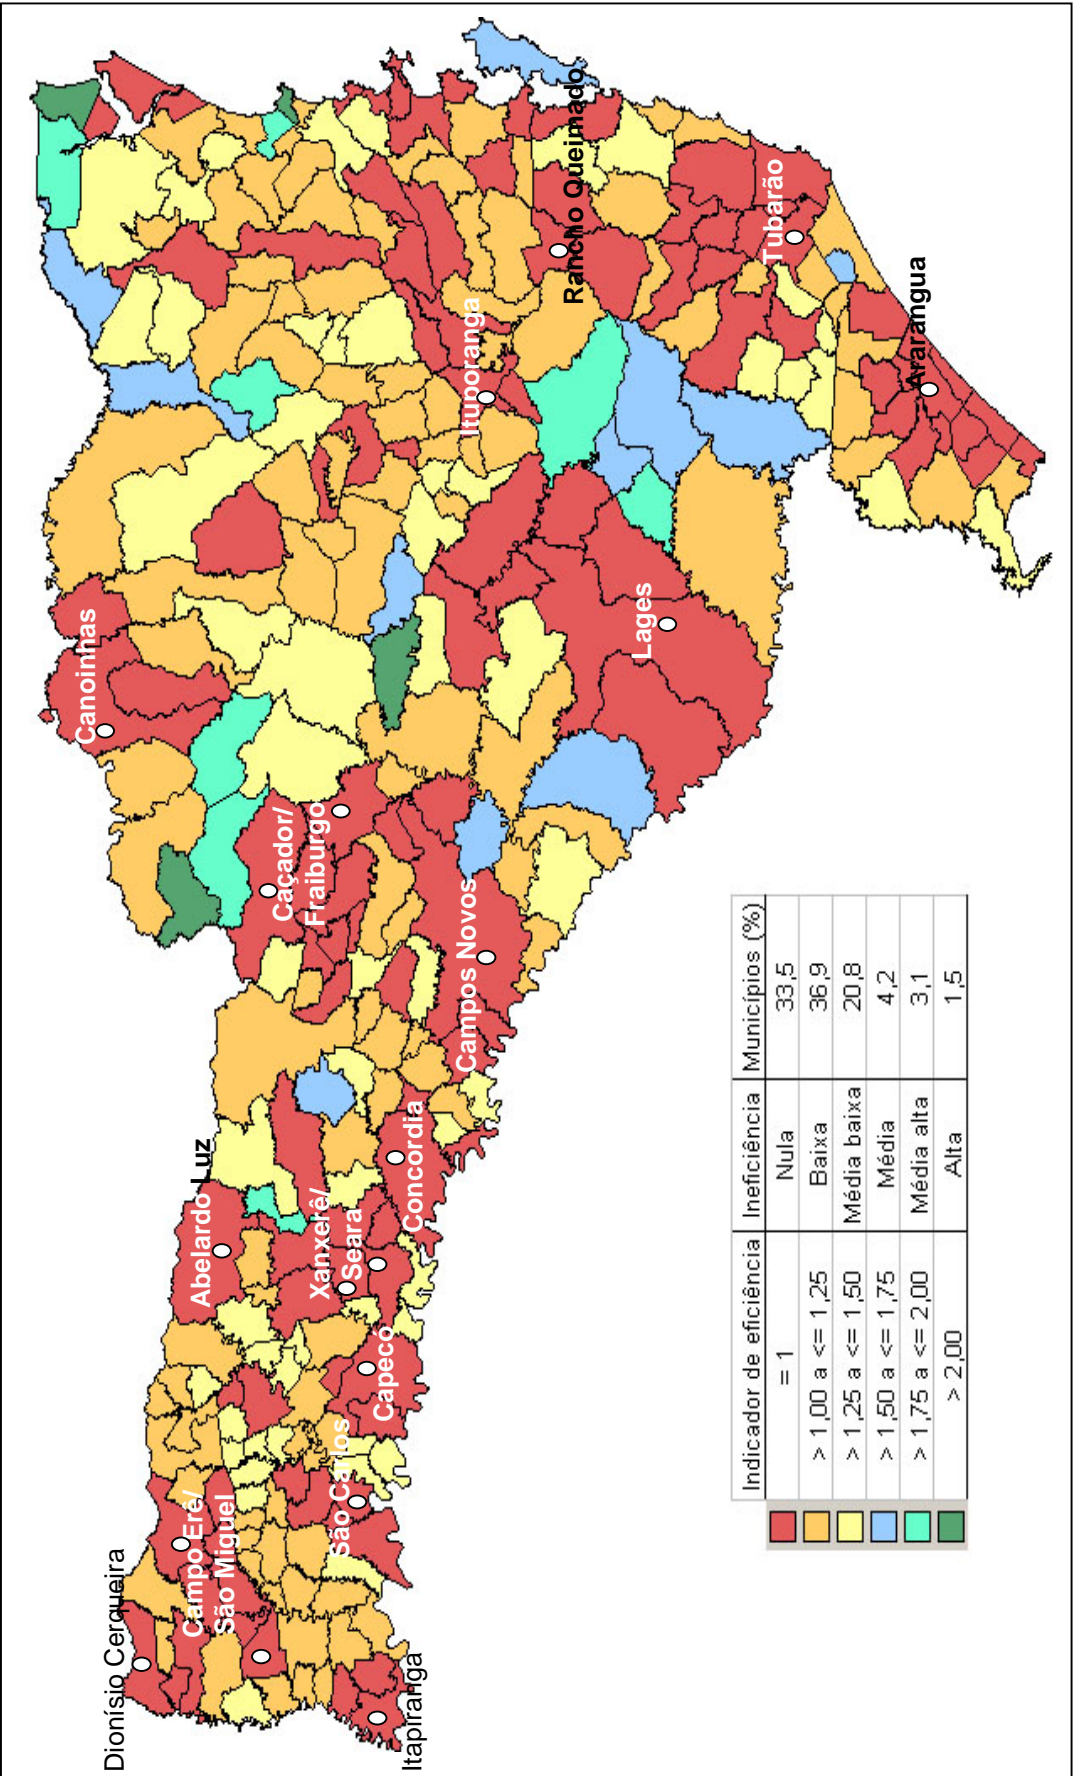 Dionísio Cerqueira
Campo Erê/
São Miguel
Itapiranga
São Carlos
Capecó
Abelardo Luz
Xanxerê/
Seara
Concordia
Caçador/
Fraiburgo
Campos Novos
Canoinhas
Lages
Ituporanga
Rancho Queimado
Tubarão
Ararangua
Indicador de eficiência Ineficiência Municípios (%)
= 1 Nula 33,5
> 1,00 a <= 1,25 Baixa 36,9
> 1,25 a <= 1,50 Média baixa 20,8
> 1,50 a <= 1,75 Média 4,2
> 1,75 a <= 2,00 Média alta 3,1
> 2,00 Alta 1,5